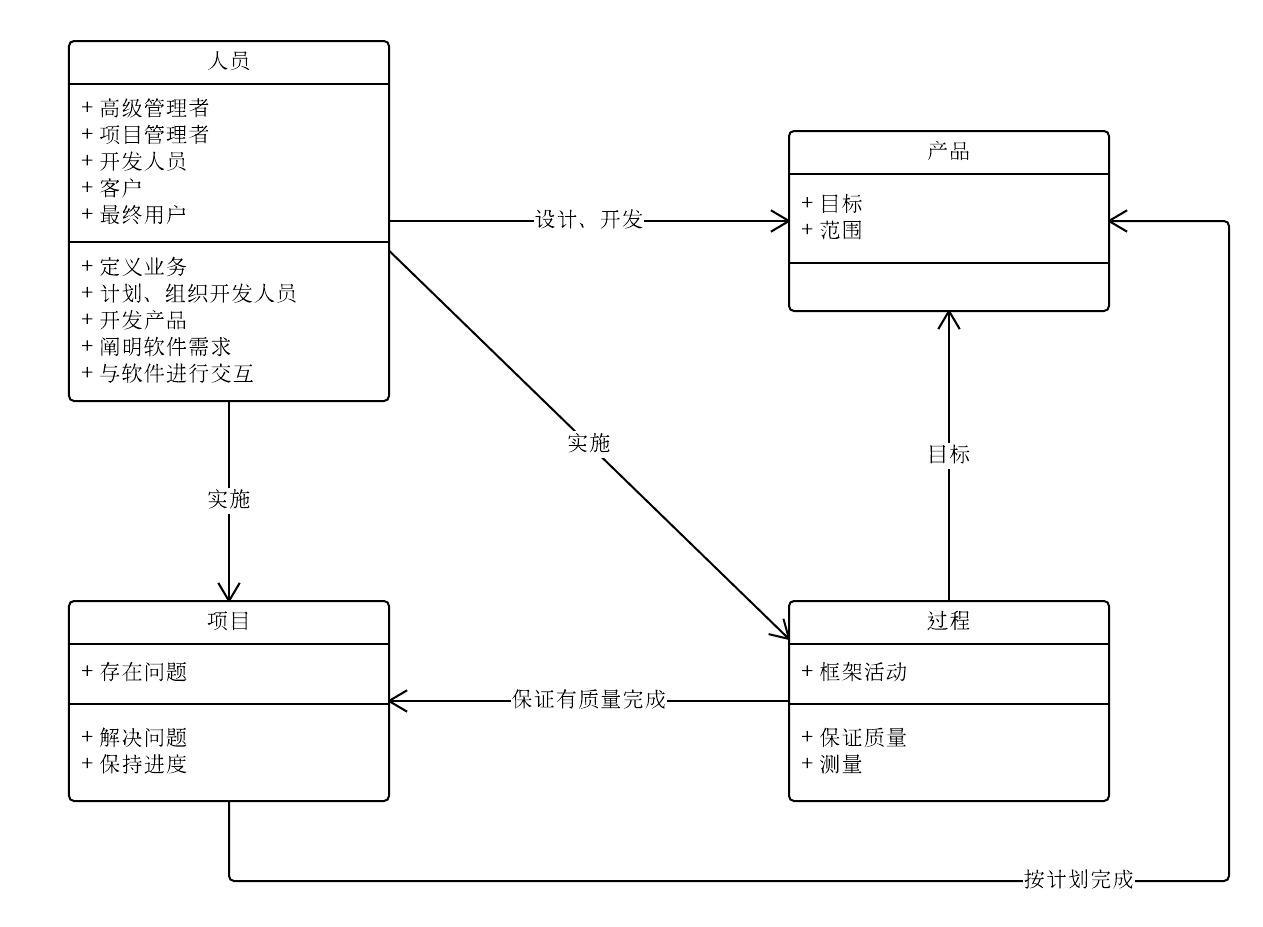 人员
+ 高级管理者
+ 项目管理者
+ 开发人员
+ 客户
+ 最终用户
+ 定义业务
+ 计划、组织开发人员
+ 开发产品
+ 阐明软件需求
+ 与软件进行交互
设计、开发
产品
+ 目标
+ 范围
实施
实施
目标
项目
+ 存在问题
+ 解决问题
+ 保持进度
保证有质量完成
过程
+ 框架活动
+ 保证质量
+ 测量
按计划完成